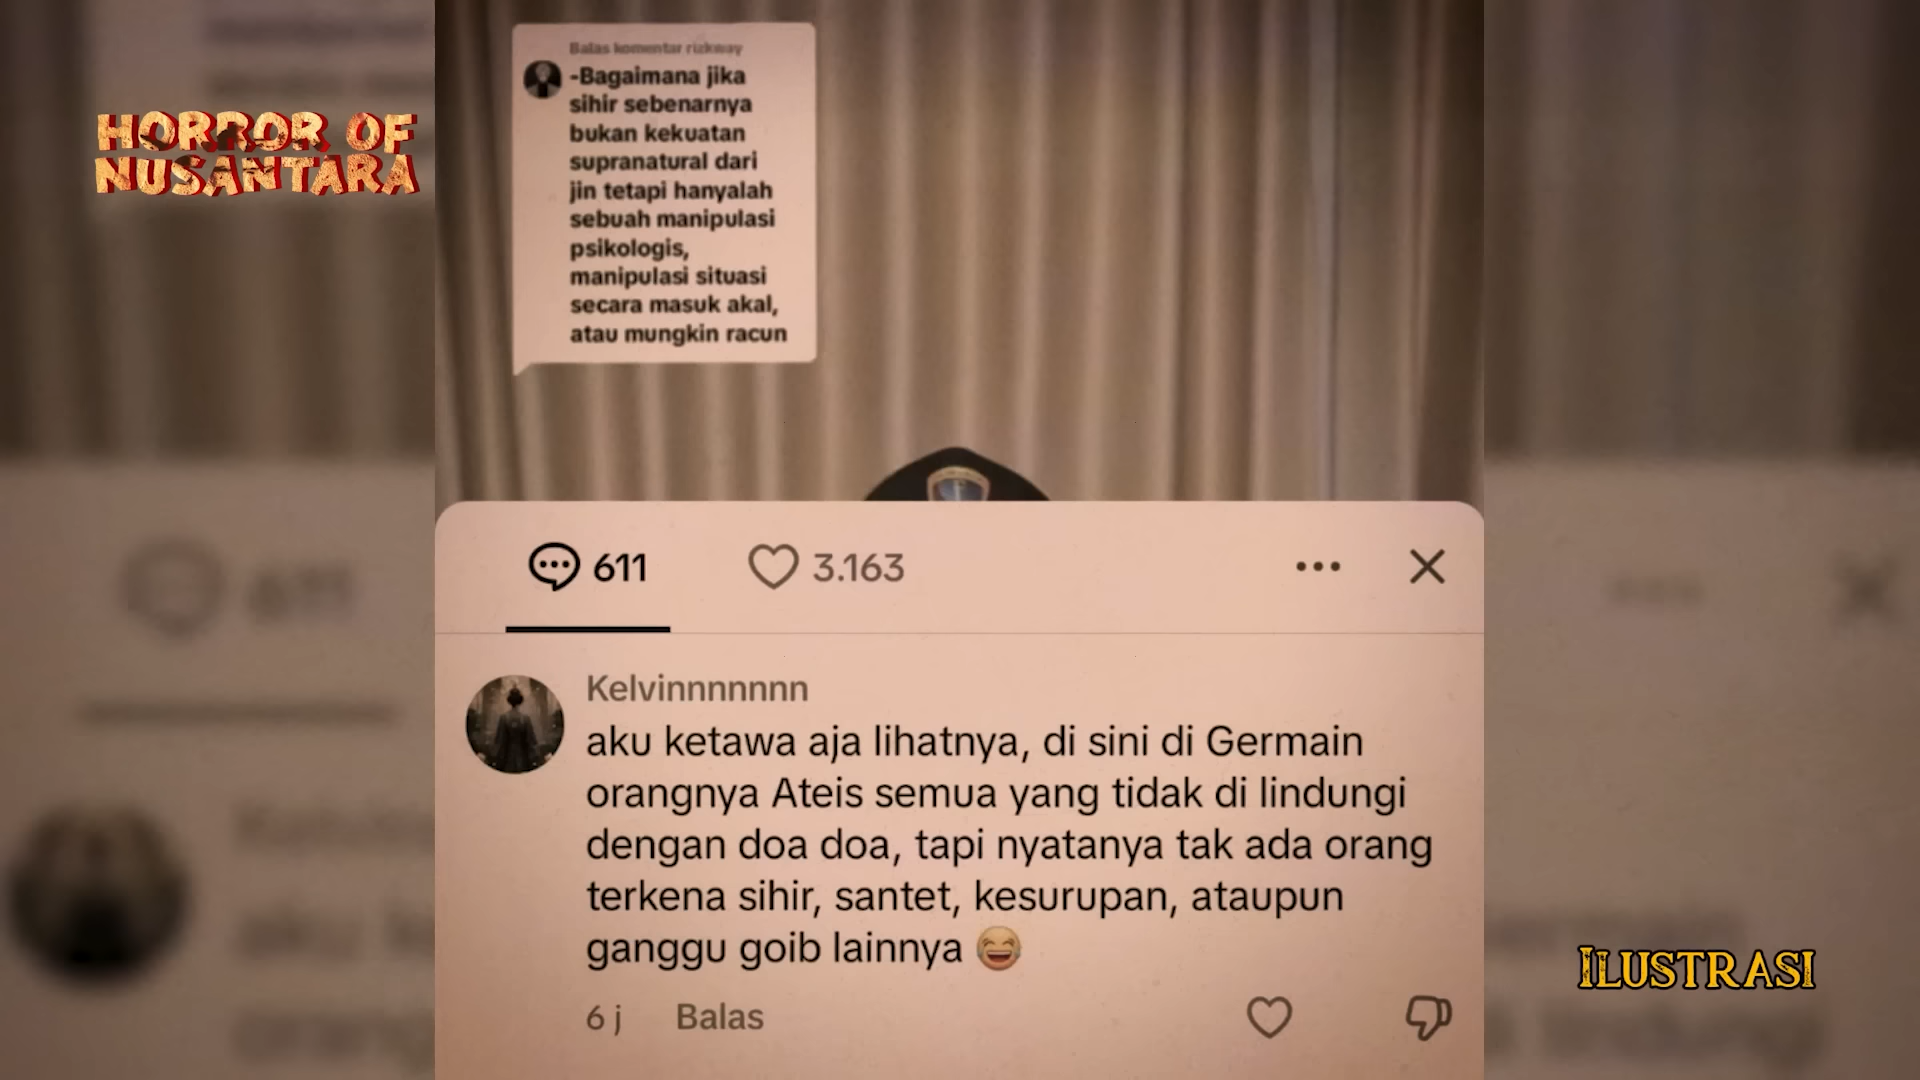 HORROR OF
NUSANTARA
Balas komentar rizkway
-Bagaimana jika
sihir sebenarnya
bukan kekuatan
supranatural dari
jin tetapi hanyalah
sebuah manipulasi
psikologis,
manipulasi situasi
secara masuk akal,
atau mungkin racun
611
3.163
Kelvinnnnnnn
aku ketawa aja lihatnya, di sini di Germain
orangnya Ateis semua yang tidak di lindungi
dengan doa doa, tapi nyatanya tak ada orang
terkena sihir, santet, kesurupan, ataupun
ganggu goib lainnya 😂
6 j Balas
ILUSTRASI